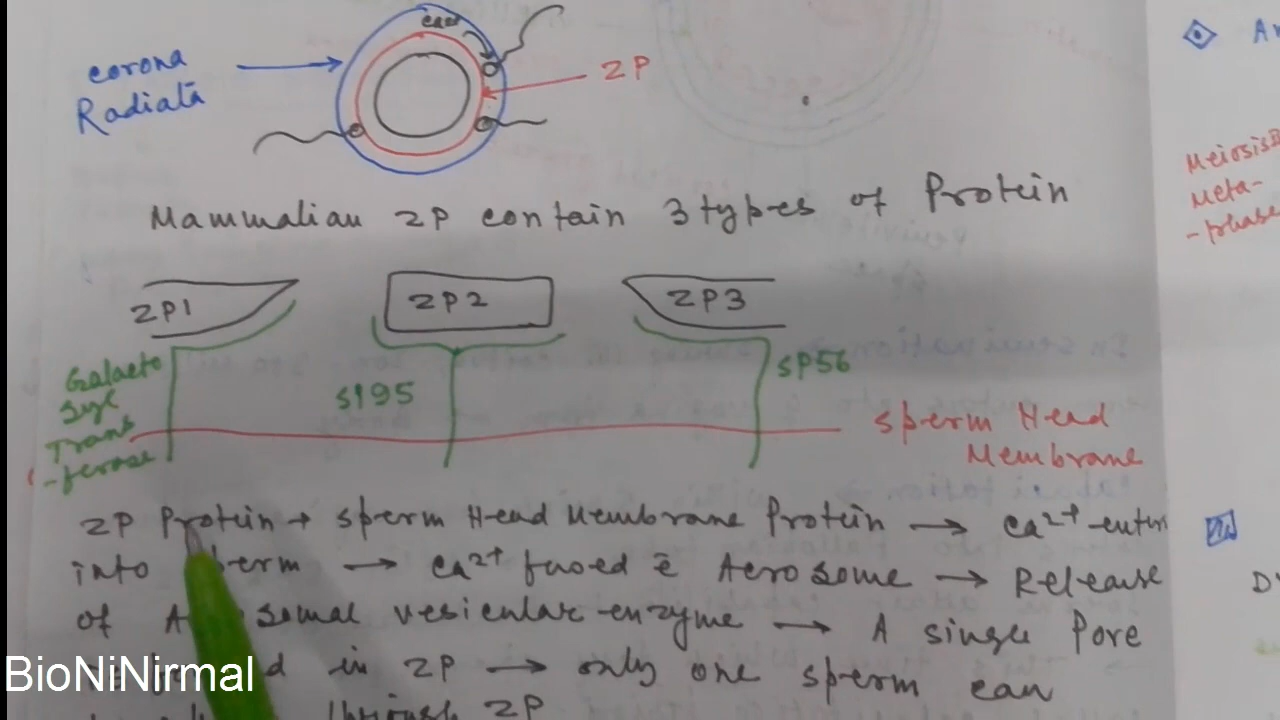 corona
Radiata
ZP
Mammalian ZP contain 3 types of Protein
ZP1
ZP2
ZP3
Galacto
syl
Trans
-ferase
S195
SP56
Sperm Head
Membrane
ZP Protein + Sperm Head Membrane Protein → Ca²⁺ enter
into → Ca²⁺ fused c̄ Acrosome → Release
of vesicular enzyme → A single Pore
in ZP → only one sperm can
through ZP
Meiosis II
Meta-
-phase
BioNiNirmal